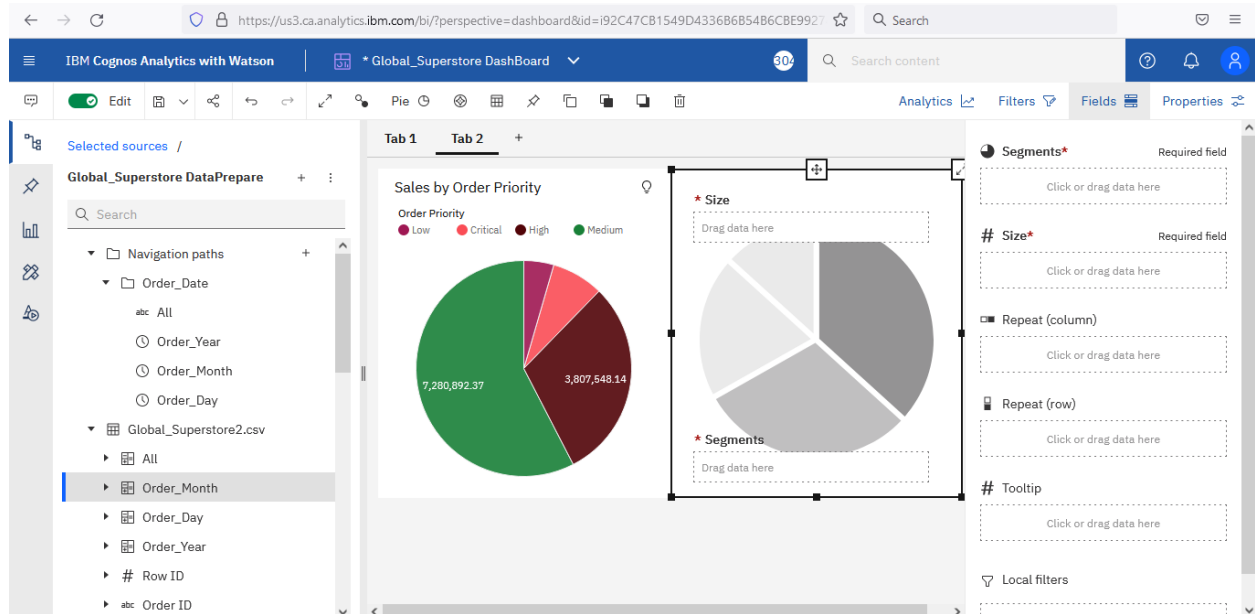 https://us3.ca.analytics.ibm.com/bi/?perspective=dashboard&id=i92C47CB1549D4336B6B54B6CBE9927
Search
IBM Cognos Analytics with Watson
* Global_Superstore DashBoard
304
Search content
Edit
Pie
Analytics
Filters
Fields
Properties
Selected sources /
Global_Superstore DataPrepare
Search
Navigation paths
Order_Date
abc All
Order_Year
Order_Month
Order_Day
Global_Superstore2.csv
All
Order_Month
Order_Day
Order_Year
# Row ID
abc Order ID
Tab 1
Tab 2
+
Sales by Order Priority
Order Priority
Low
Critical
High
Medium
7,280,892.37
3,807,548.14
* Size
Drag data here
* Segments
Drag data here
Segments*
Required field
Click or drag data here
# Size*
Required field
Click or drag data here
Repeat (column)
Click or drag data here
Repeat (row)
Click or drag data here
# Tooltip
Click or drag data here
Local filters